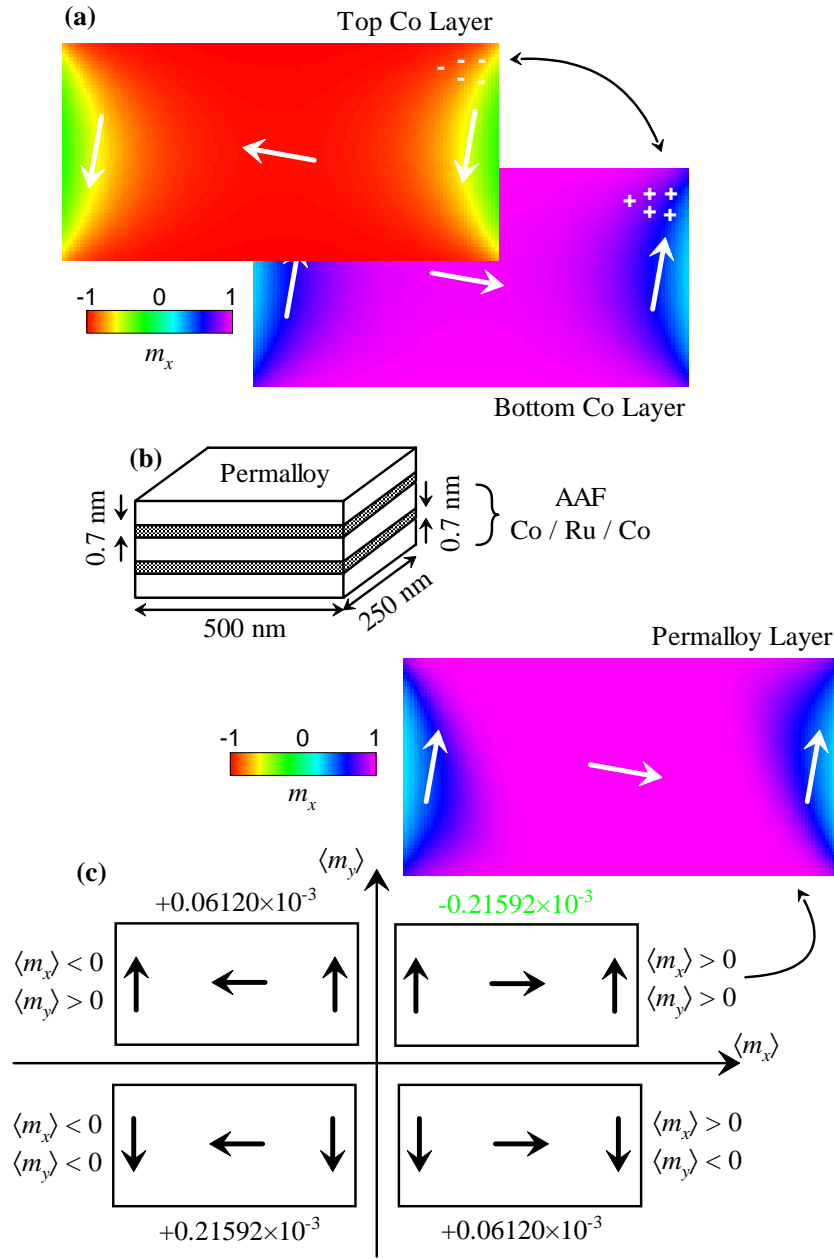 (a)
Top Co Layer
- - -
- - -
+ + +
+ + +
-1 0 1
m_x
Bottom Co Layer
(b)
Permalloy
0.7 nm
0.7 nm
AAF
Co / Ru / Co
500 nm
250 nm
Permalloy Layer
-1 0 1
m_x
(c)
⟨m_y⟩
+0.06120×10⁻³
-0.21592×10⁻³
⟨m_x⟩ < 0
⟨m_y⟩ > 0
⟨m_x⟩ > 0
⟨m_y⟩ > 0
⟨m_x⟩
⟨m_x⟩ < 0
⟨m_y⟩ < 0
⟨m_x⟩ > 0
⟨m_y⟩ < 0
+0.21592×10⁻³
+0.06120×10⁻³